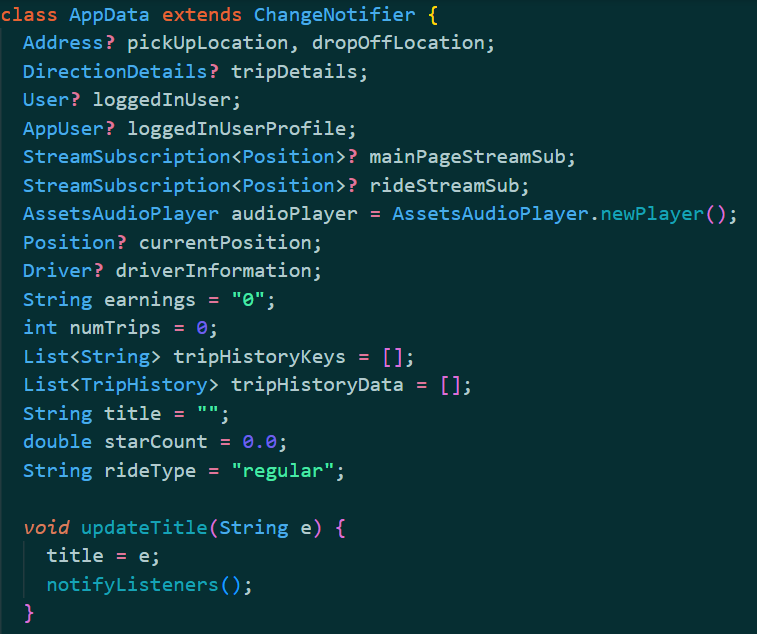 class AppData extends ChangeNotifier {
  Address? pickUpLocation, dropOffLocation;
  DirectionDetails? tripDetails;
  User? loggedInUser;
  AppUser? loggedInUserProfile;
  StreamSubscription<Position>? mainPageStreamSub;
  StreamSubscription<Position>? rideStreamSub;
  AssetsAudioPlayer audioPlayer = AssetsAudioPlayer.newPlayer();
  Position? currentPosition;
  Driver? driverInformation;
  String earnings = "0";
  int numTrips = 0;
  List<String> tripHistoryKeys = [];
  List<TripHistory> tripHistoryData = [];
  String title = "";
  double starCount = 0.0;
  String rideType = "regular";

  void updateTitle(String e) {
    title = e;
    notifyListeners();
  }